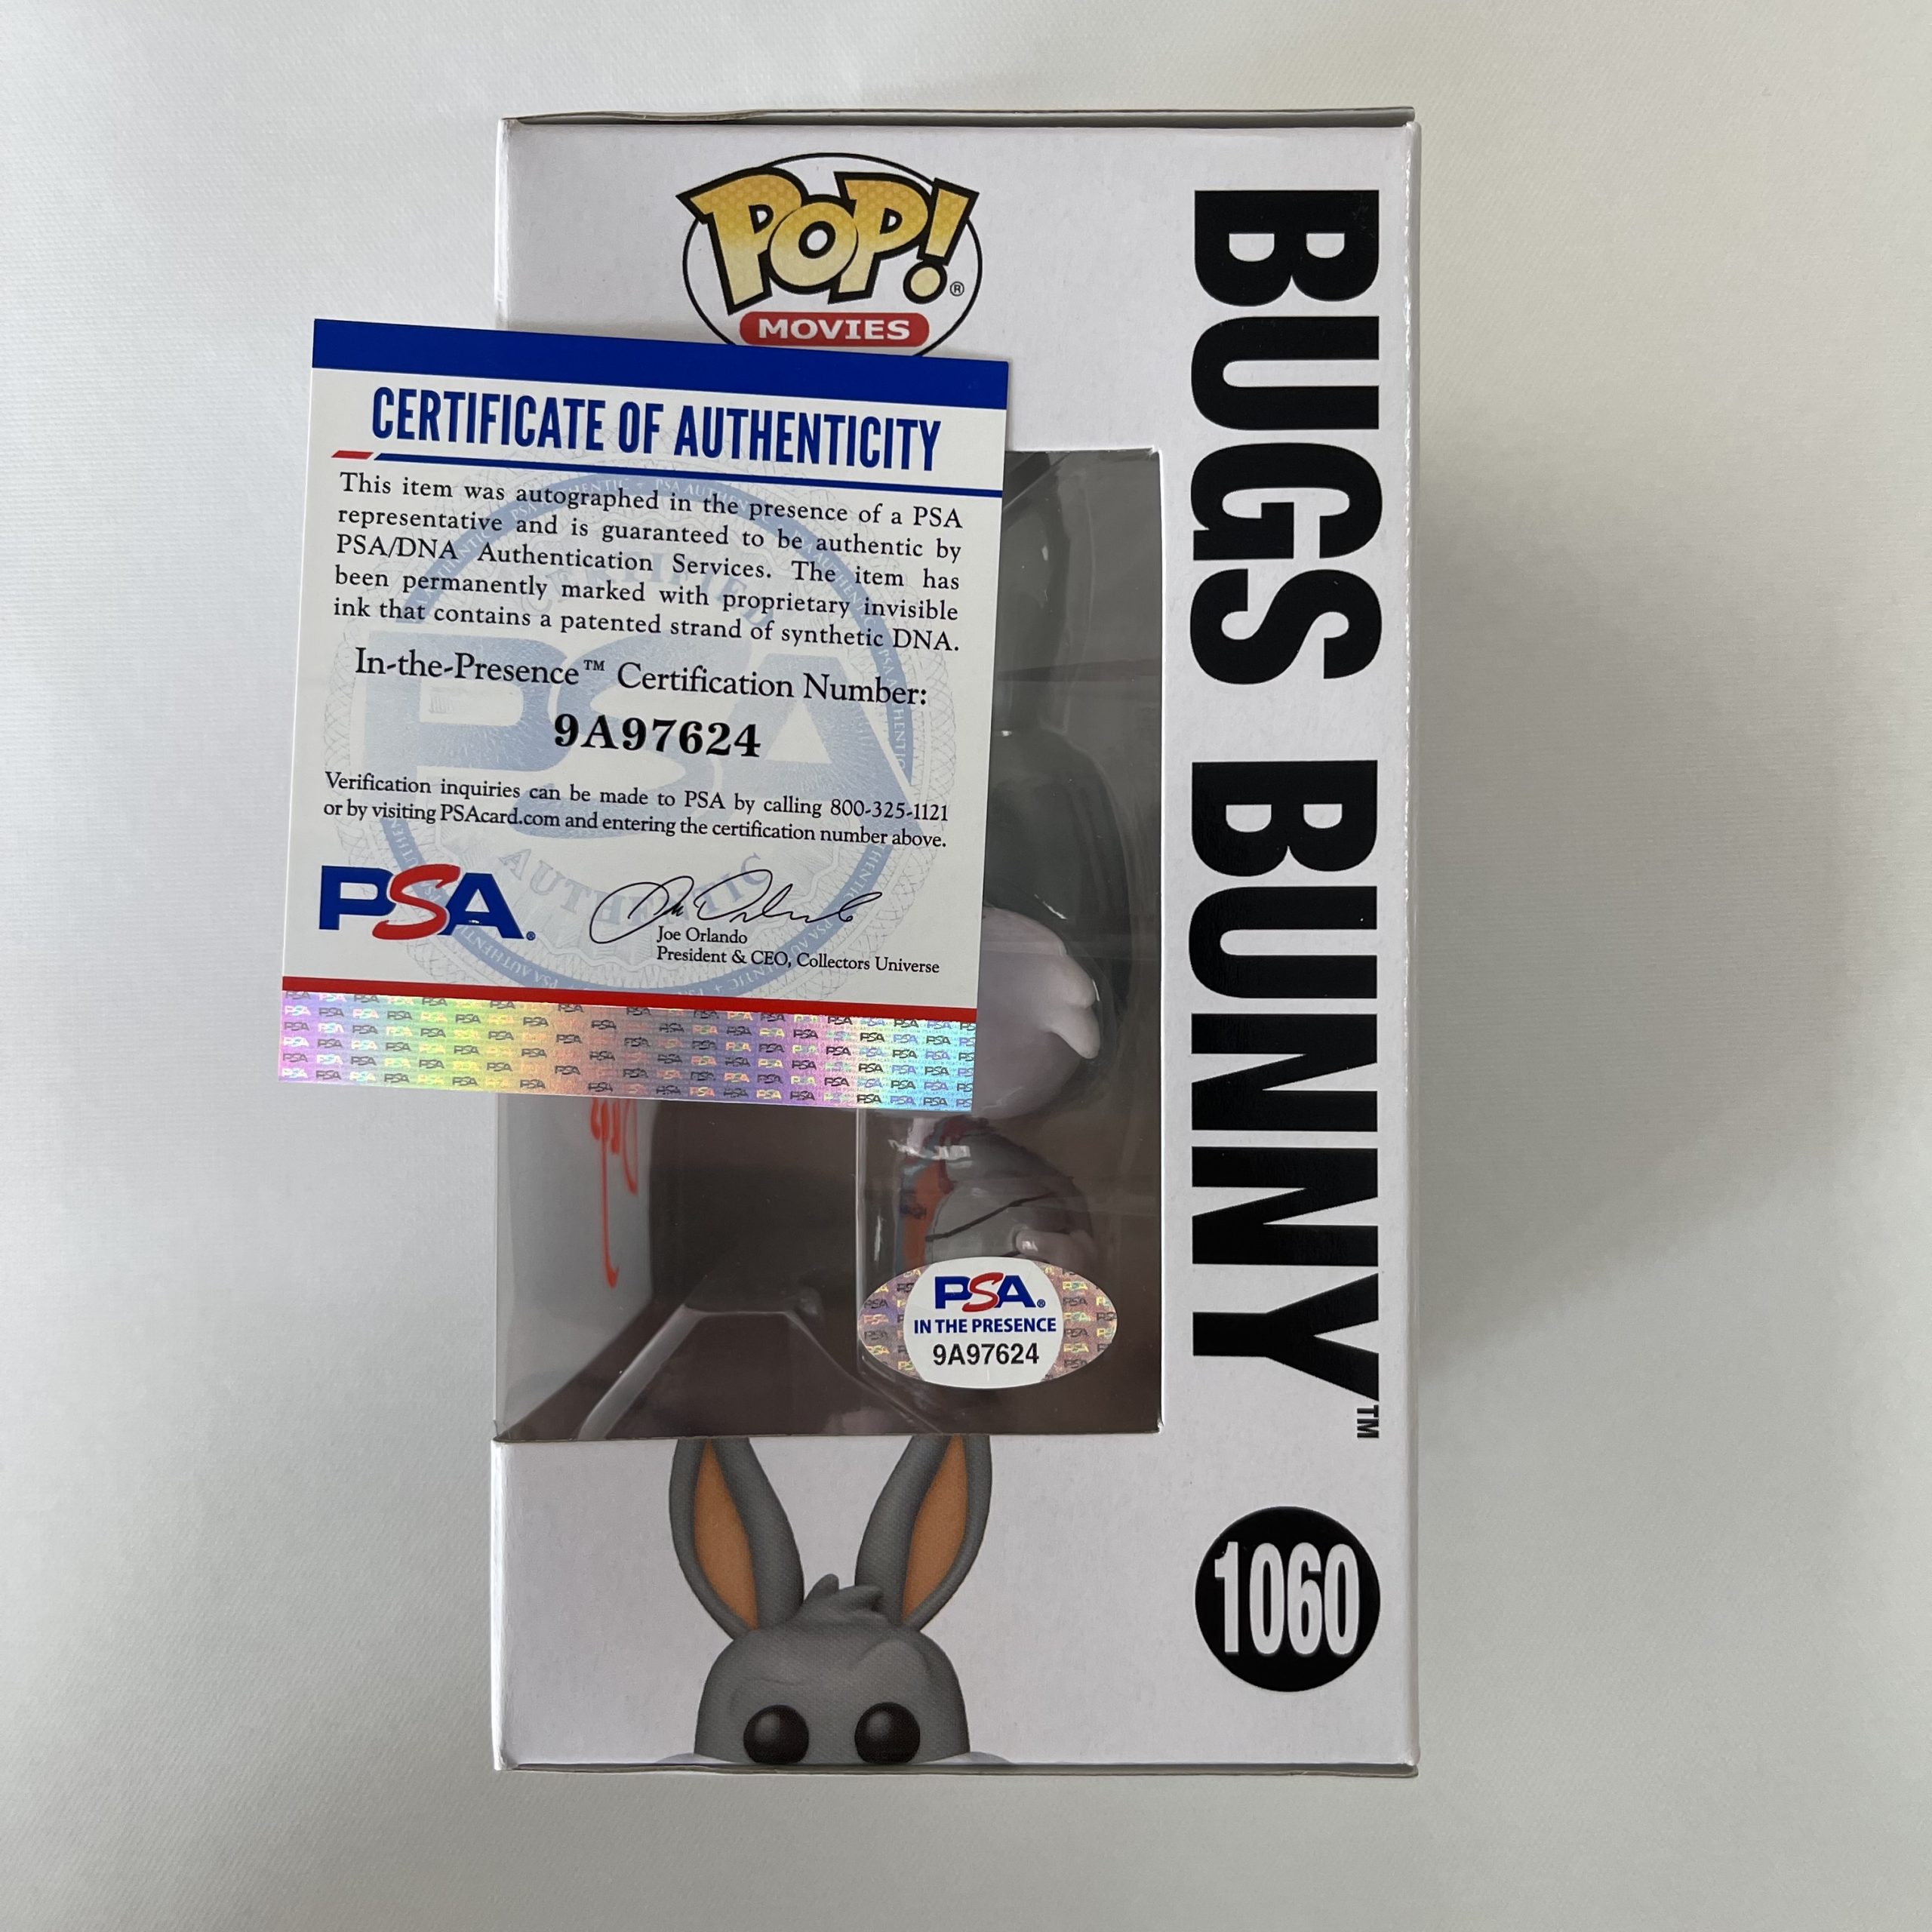 POP!®
MOVIES
CERTIFICATE OF AUTHENTICITY
This item was autographed in the presence of a PSA
representative and is guaranteed to be authentic by
PSA/DNA Authentication Services. The item has
been permanently marked with proprietary invisible
ink that contains a patented strand of synthetic DNA.
In-the-Presence™ Certification Number:
9A97624
Verification inquiries can be made to PSA by calling 800-325-1121
or by visiting PSAcard.com and entering the certification number above.
PSA®
Joe Orlando
President & CEO, Collectors Universe
PSA
AUTHENTIC
PSA®
IN THE PRESENCE
9A97624
BUGS BUNNY™
1060